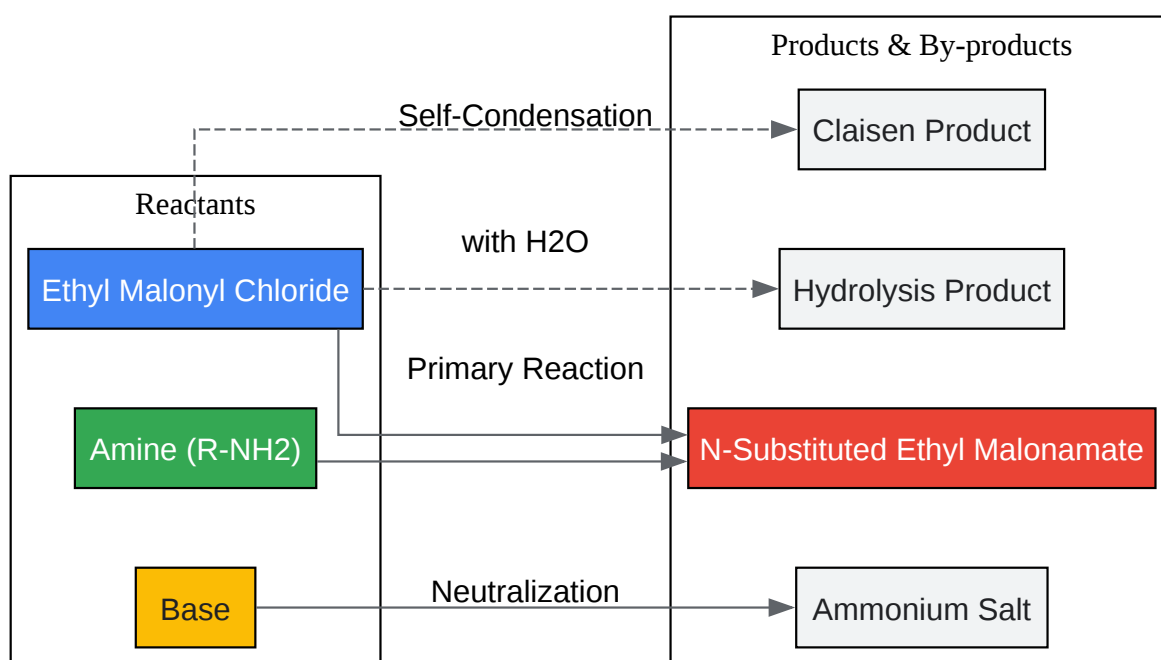 Products & By-products
Self-Condensation
Claisen Product
Reactants
with H2O
Ethyl Malonyl Chloride
Hydrolysis Product
Primary Reaction
Amine (R-NH2)
N-Substituted Ethyl Malonamate
Neutralization
Base
Ammonium Salt